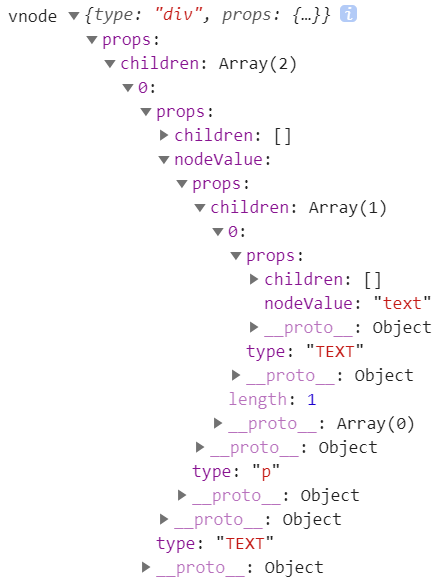 vnode {type: "div", props: {…}} i
props:
children: Array(2)
0:
props:
children: []
nodeValue:
props:
children: Array(1)
0:
props:
children: []
nodeValue: "text"
__proto__: Object
type: "TEXT"
__proto__: Object
length: 1
__proto__: Array(0)
__proto__: Object
type: "p"
__proto__: Object
__proto__: Object
type: "TEXT"
__proto__: Object